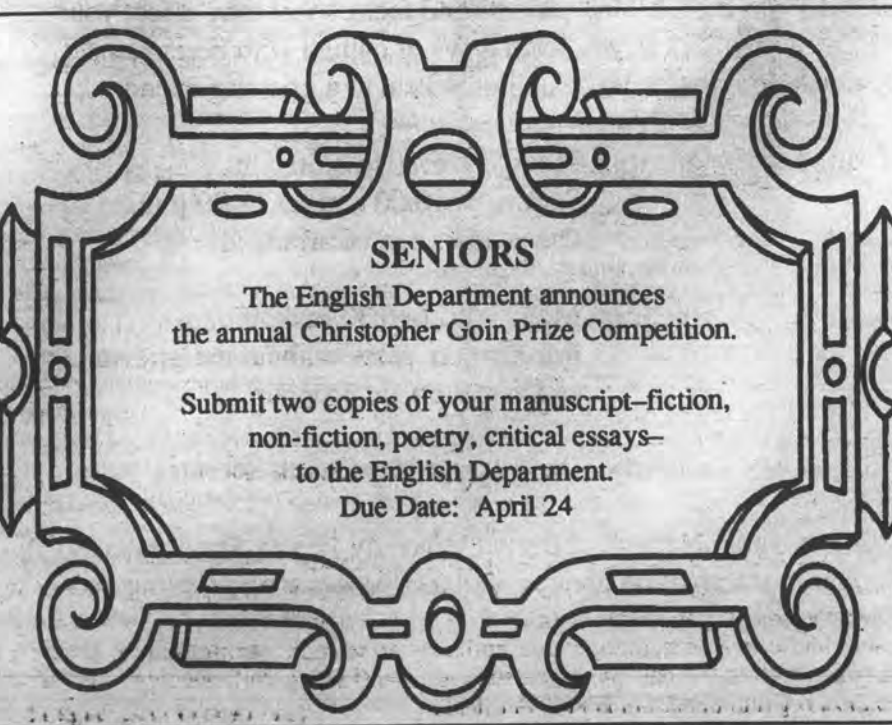 SENIORS
The English Department announces
the annual Christopher Goin Prize Competition.
Submit two copies of your manuscript–fiction,
non-fiction, poetry, critical essays–
to the English Department.
Due Date: April 24